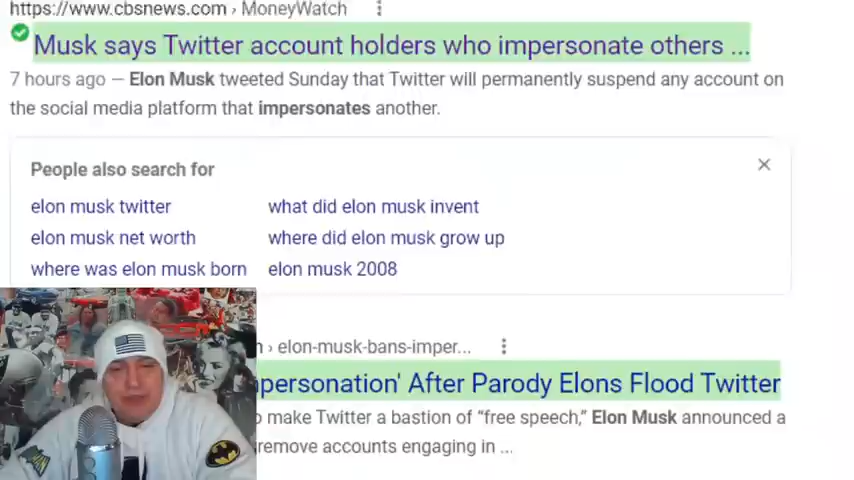 https://www.cbsnews.com › MoneyWatch
Musk says Twitter account holders who impersonate others ...
7 hours ago — Elon Musk tweeted Sunday that Twitter will permanently suspend any account on
the social media platform that impersonates another.
People also search for
elon musk twitter
what did elon musk invent
elon musk net worth
where did elon musk grow up
where was elon musk born
elon musk 2008
› elon-musk-bans-imper...
personation' After Parody Elons Flood Twitter
make Twitter a bastion of “free speech,” Elon Musk announced a
remove accounts engaging in ...